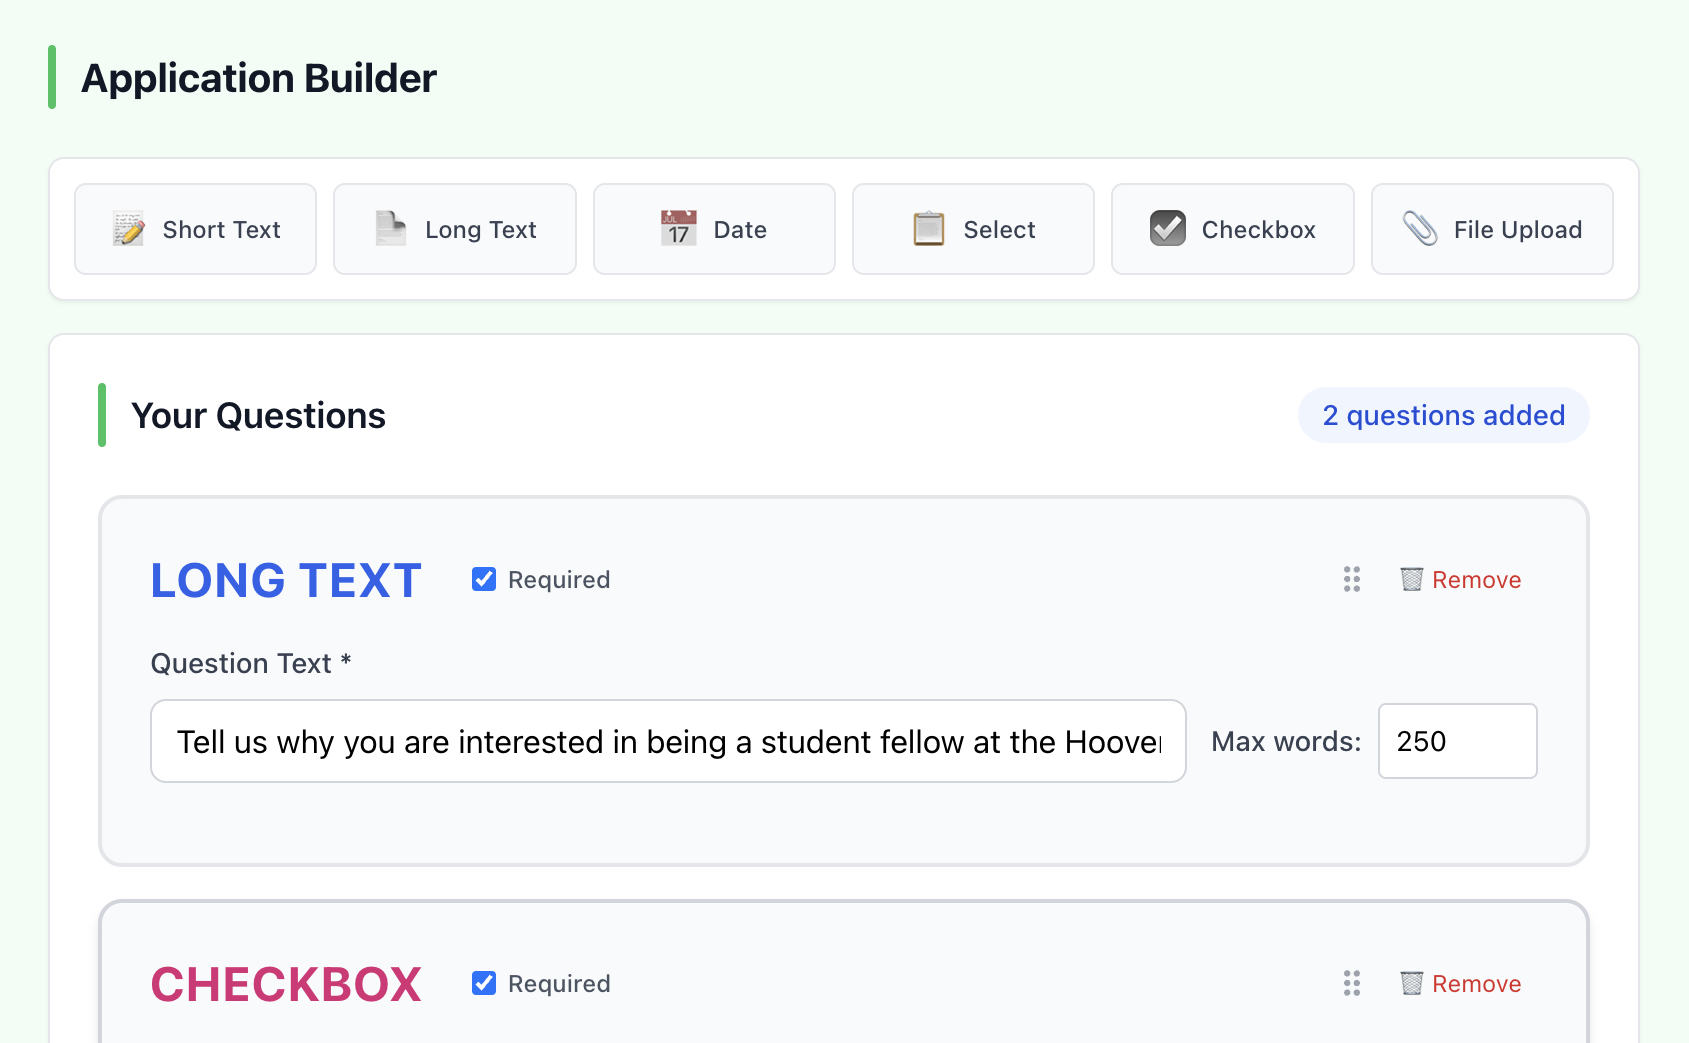 Application Builder
Short Text
Long Text
JUL 17 Date
Select
Checkbox
File Upload
Your Questions
2 questions added
LONG TEXT
Required
Remove
Question Text *
Tell us why you are interested in being a student fellow at the Hoover
Max words:
250
CHECKBOX
Required
Remove